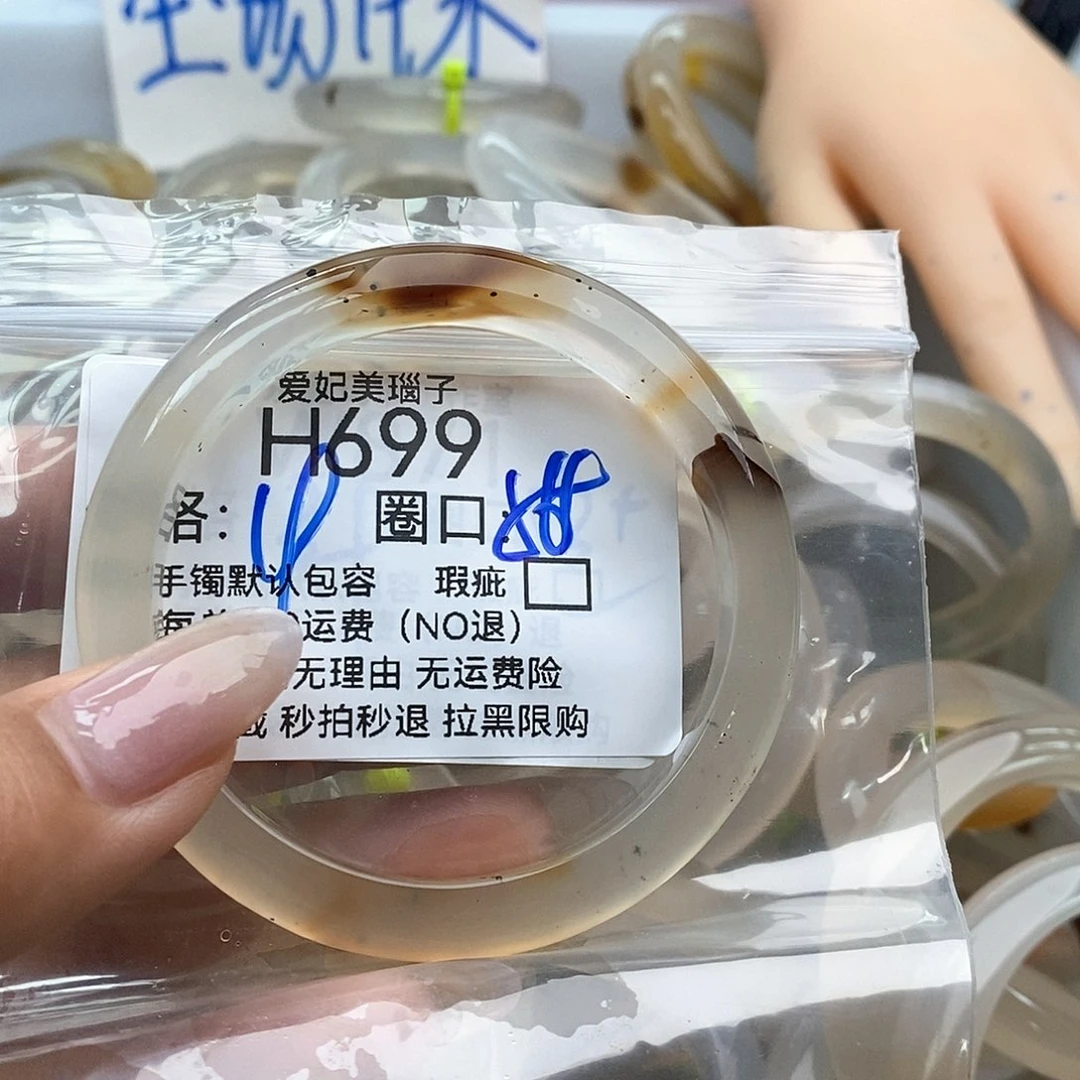 爱妃美瑙子
H699
洛： 圈口：58
手镯默认包容 瑕疵
运费（NO退）
无理由 无运费险
秒拍秒退 拉黑限购